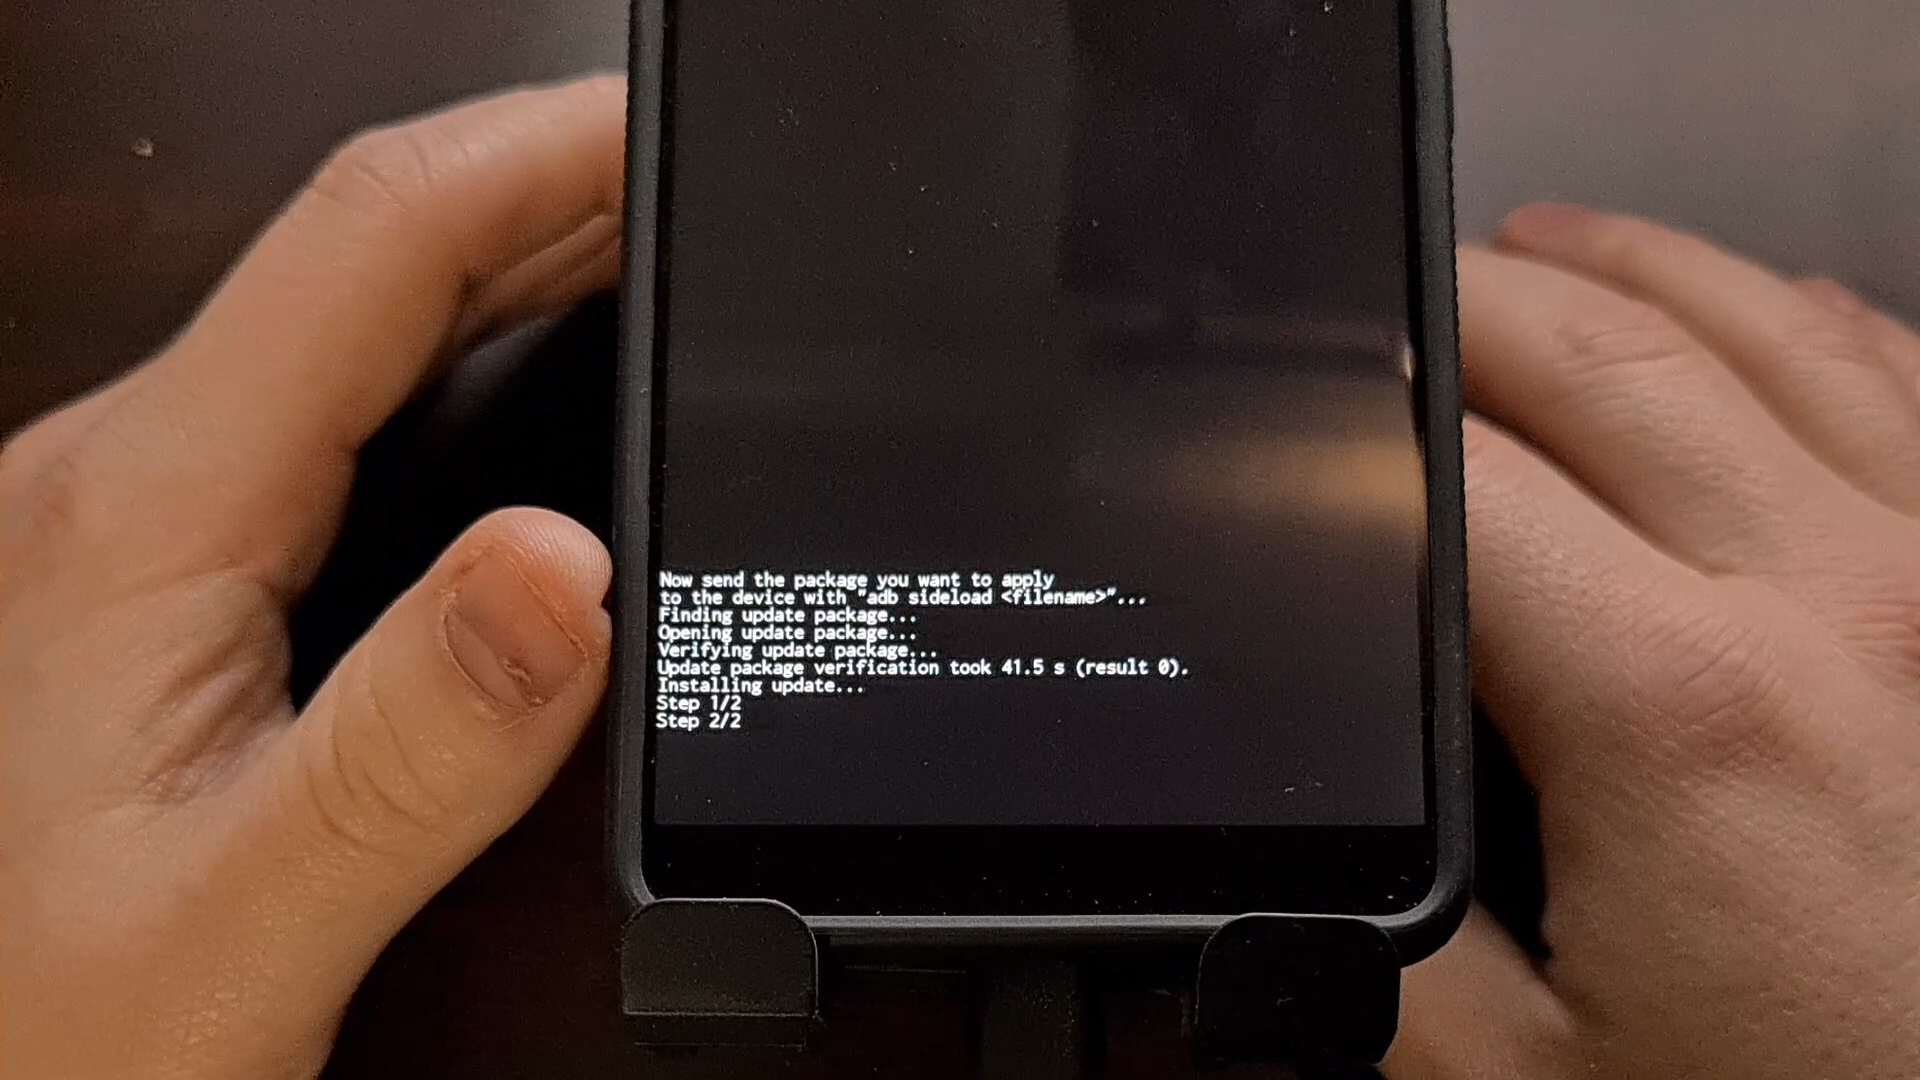 Now send the package you want to apply
to the device with "adb sideload <filename>"...
Finding update package...
Opening update package...
Verifying update package...
Update package verification took 41.5 s (result 0).
Installing update...
Step 1/2
Step 2/2